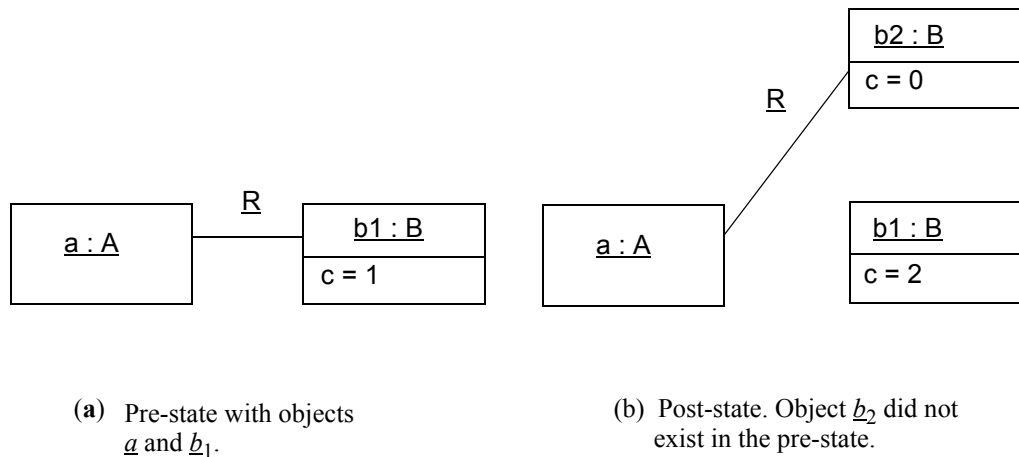 b2 : B
c = 0
R
R
a : A
b1 : B
c = 1
a : A
b1 : B
c = 2
(a) Pre-state with objects
a and b1.
(b) Post-state. Object b2 did not
exist in the pre-state.